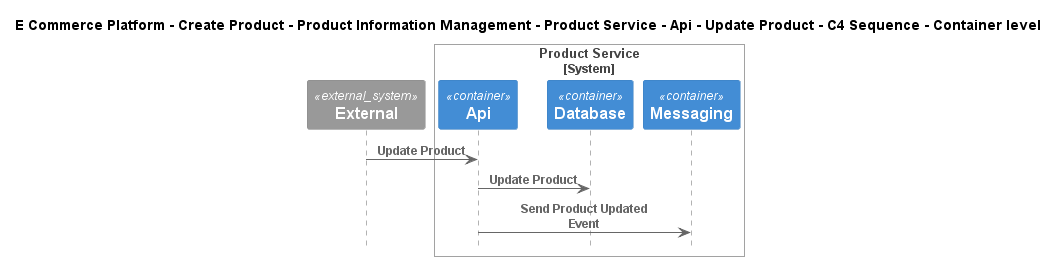 E Commerce Platform - Create Product - Product Information Management - Product Service - Api - Update Product - C4 Sequence - Container level
Product Service
[System]
«external_system»
External
«container»
Api
«container»
Database
«container»
Messaging
Update Product
Update Product
Send Product Updated
Event